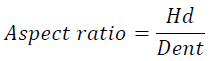 Aspect ratio = Hd / Dent